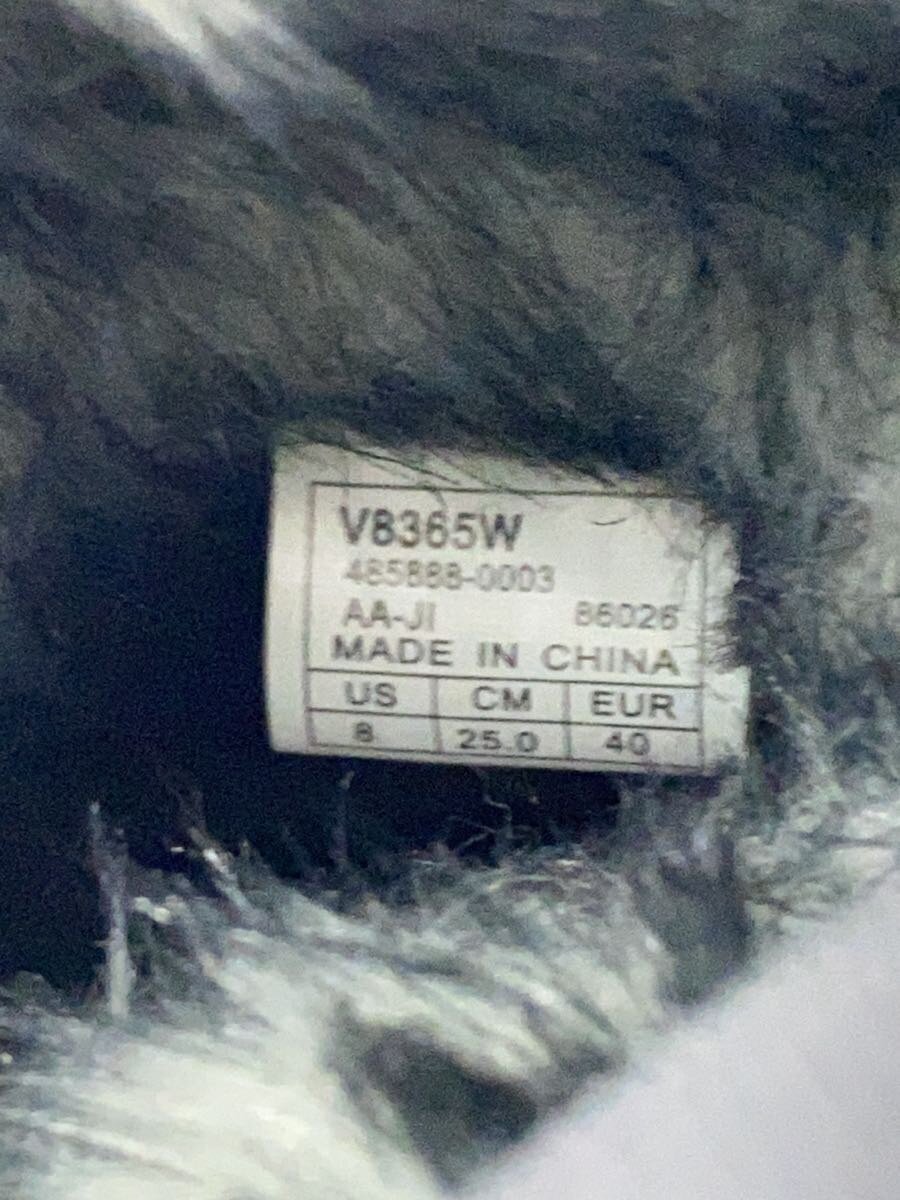 V8365W
485888-0003
AA-JI 86026
MADE IN CHINA
US CM EUR
8 25.0 40